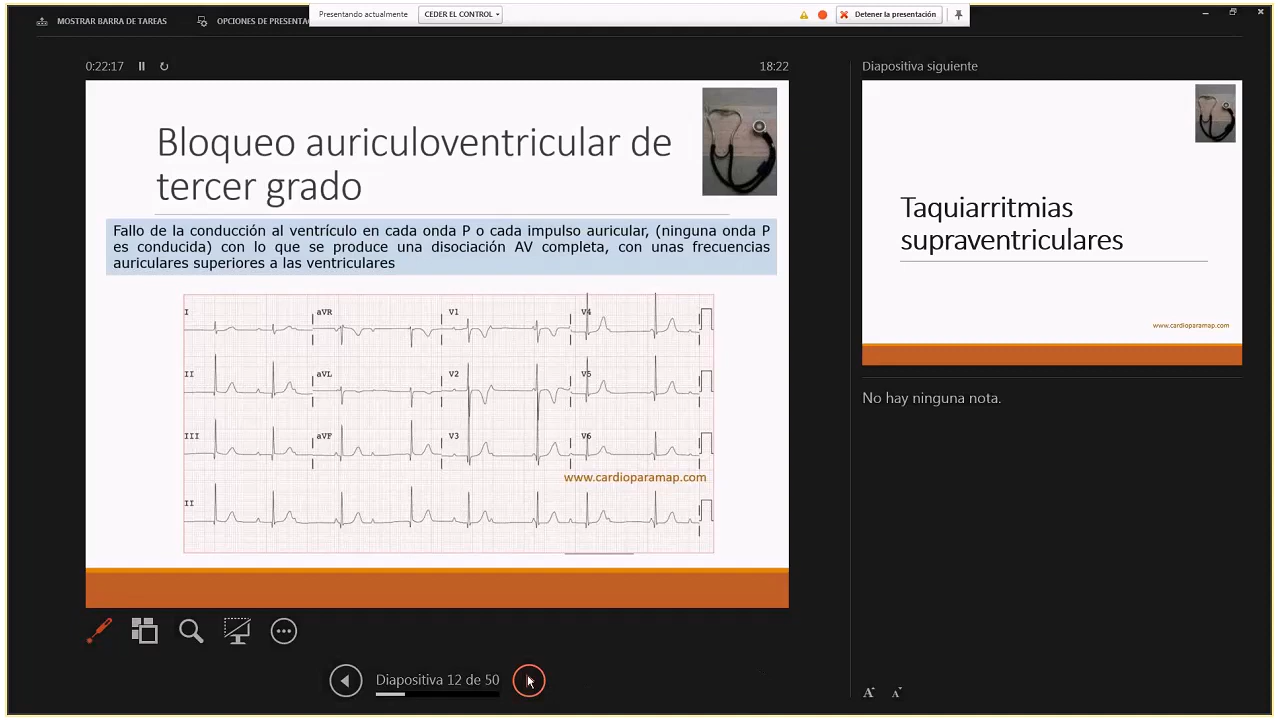 MOSTRAR BARRA DE TAREAS
OPCIONES DE PRESENTA
Presentando actualmente
CEDER EL CONTROL
Detener la presentación
0:22:17
18:22
Bloqueo auriculoventricular de
tercer grado
Fallo de la conducción al ventrículo en cada onda P o cada impulso auricular, (ninguna onda P
es conducida) con lo que se produce una disociación AV completa, con unas frecuencias
auriculares superiores a las ventriculares
I aVR V1 V4
II aVL V2 V5
III aVF V3 V6
www.cardioparamap.com
II
Diapositiva 12 de 50
Diapositiva siguiente
Taquiarritmias
supraventriculares
www.cardioparamap.com
No hay ninguna nota.
A A